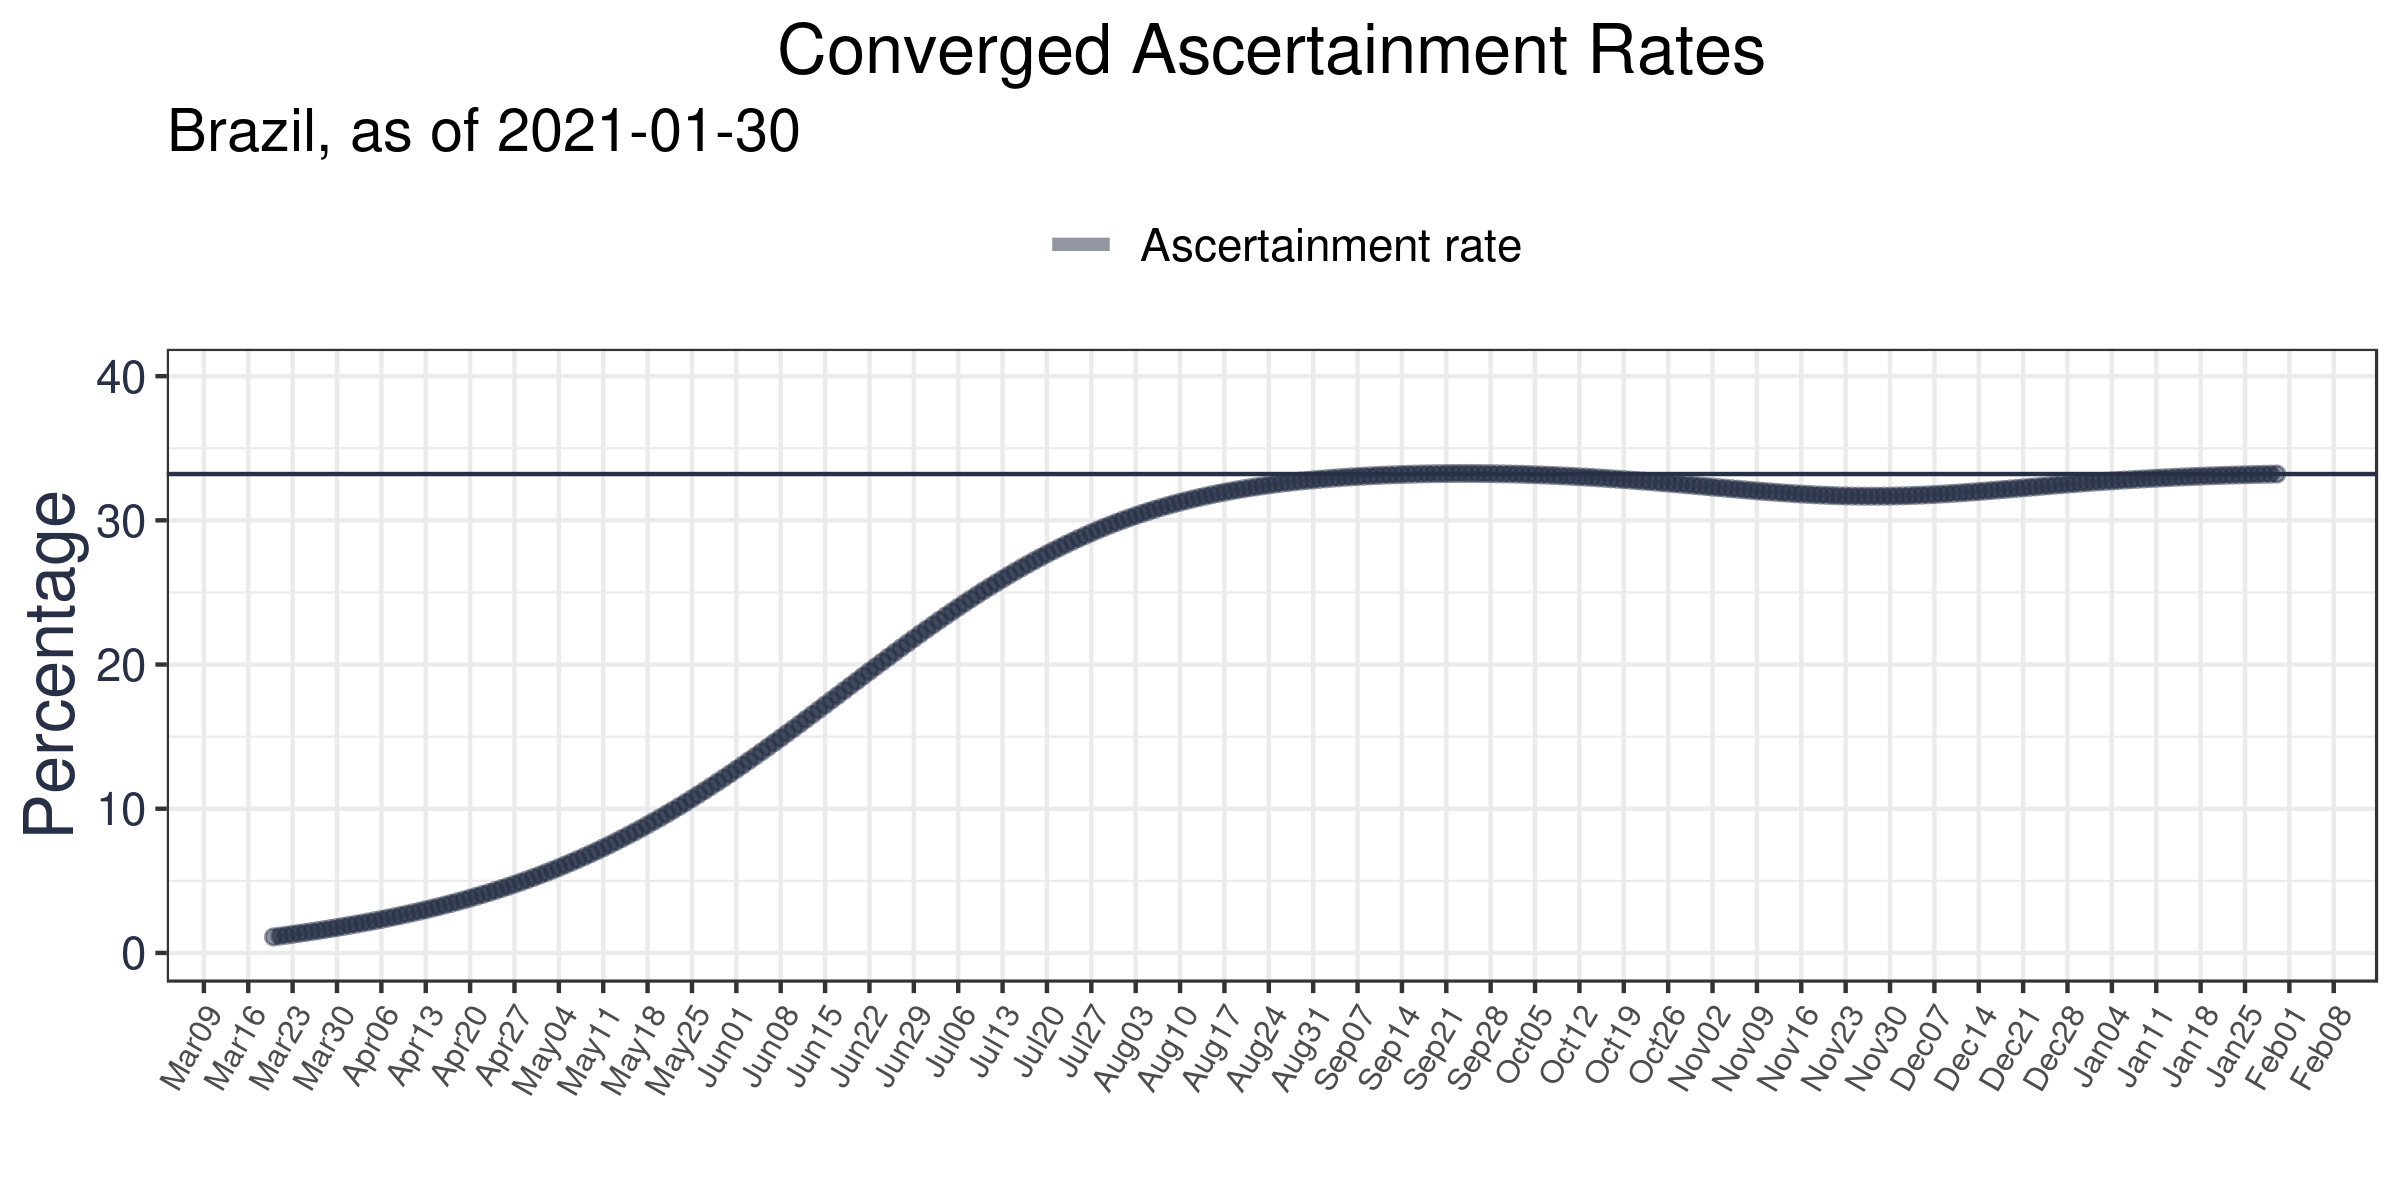 Converged Ascertainment Rates
Brazil, as of 2021-01-30
Ascertainment rate
Percentage
40
30
20
10
0
Mar09
Mar16
Mar23
Mar30
Apr06
Apr13
Apr20
Apr27
May04
May11
May18
May25
Jun01
Jun08
Jun15
Jun22
Jun29
Jul06
Jul13
Jul20
Jul27
Aug03
Aug10
Aug17
Aug24
Aug31
Sep07
Sep14
Sep21
Sep28
Oct05
Oct12
Oct19
Oct26
Nov02
Nov09
Nov16
Nov23
Nov30
Dec07
Dec14
Dec21
Dec28
Jan04
Jan11
Jan18
Jan25
Feb01
Feb08